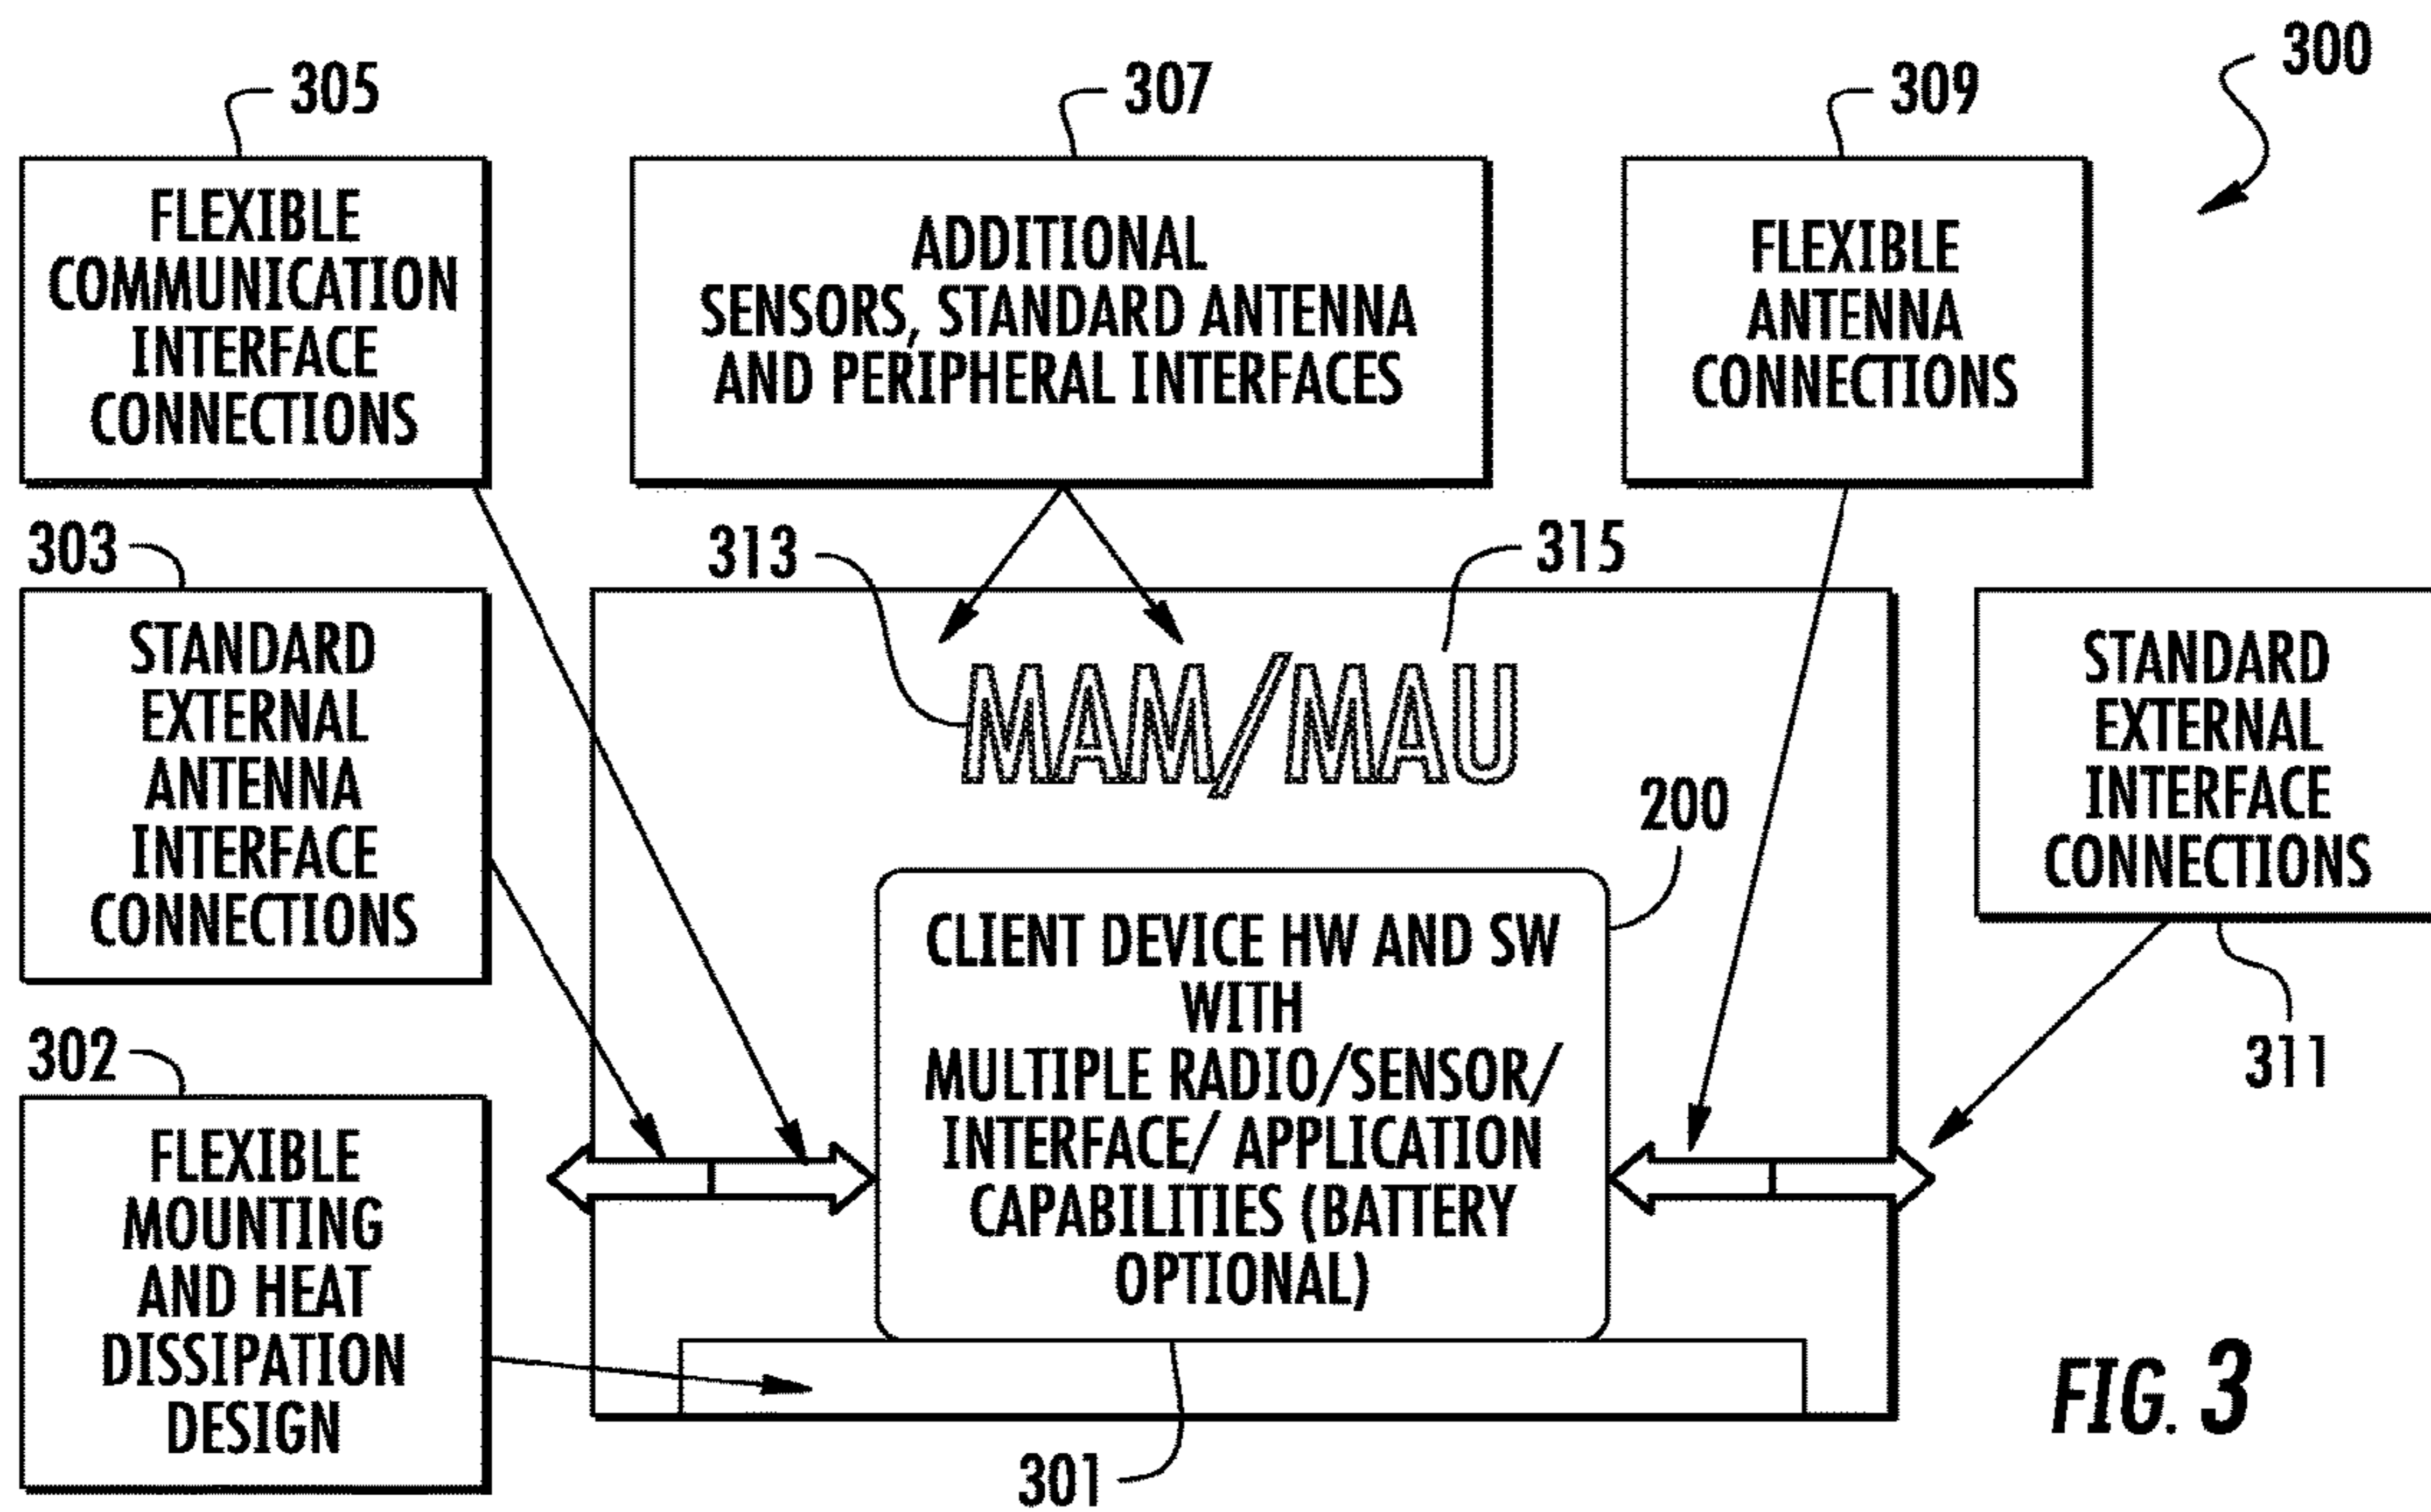 300
305
307
309
FLEXIBLE
COMMUNICATION
INTERFACE
CONNECTIONS
ADDITIONAL
SENSORS, STANDARD ANTENNA
AND PERIPHERAL INTERFACES
FLEXIBLE
ANTENNA
CONNECTIONS
303
313
315
STANDARD
EXTERNAL
ANTENNA
INTERFACE
CONNECTIONS
MAM/MAU
STANDARD
EXTERNAL
INTERFACE
CONNECTIONS
200
311
CLIENT DEVICE HW AND SW
WITH
MULTIPLE RADIO/SENSOR/
INTERFACE/ APPLICATION
CAPABILITIES (BATTERY
OPTIONAL)
302
FLEXIBLE
MOUNTING
AND HEAT
DISSIPATION
DESIGN
301
FIG. 3